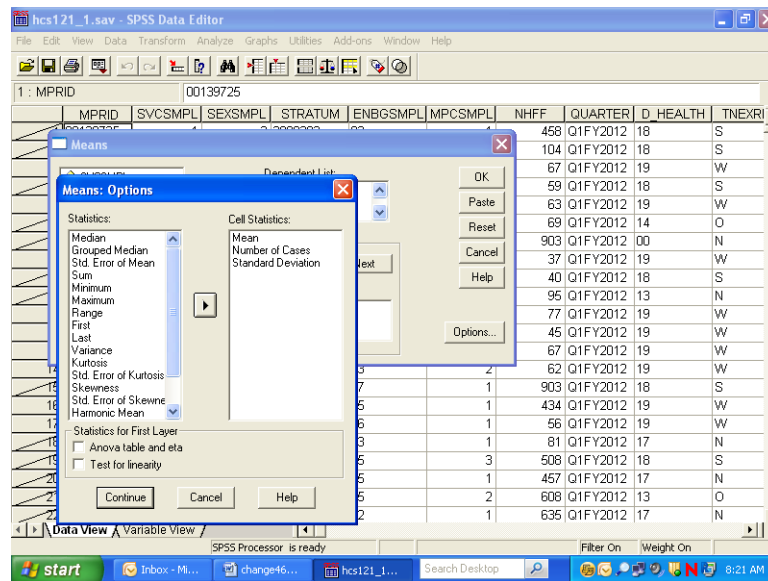 hcs121_1.sav - SPSS Data Editor
File Edit View Data Transform Analyze Graphs Utilities Add-ons Window Help
1 : MPRID 00139725
MPRID SVCSMPL SEXSMPL STRATUM ENBGSMPL MPCSMPL NHFF QUARTER D_HEALTH TNEXRE
458 Q1FY2012 18 S
104 Q1FY2012 18 S
67 Q1FY2012 19 W
59 Q1FY2012 18 S
63 Q1FY2012 19 W
69 Q1FY2012 14 O
903 Q1FY2012 00 N
37 Q1FY2012 19 W
40 Q1FY2012 18 S
95 Q1FY2012 13 N
77 Q1FY2012 19 W
45 Q1FY2012 19 W
67 Q1FY2012 19 W
2 62 Q1FY2012 19 W
1 903 Q1FY2012 18 S
1 434 Q1FY2012 19 W
1 56 Q1FY2012 19 W
1 81 Q1FY2012 17 N
3 508 Q1FY2012 18 S
1 457 Q1FY2012 17 N
2 608 Q1FY2012 13 O
1 635 Q1FY2012 17 N
Means
Dependent List:
OK
Paste
Reset
Cancel
Help
Options...
Means: Options
Statistics:
Median
Grouped Median
Std. Error of Mean
Sum
Minimum
Maximum
Range
First
Last
Variance
Kurtosis
Std. Error of Kurtosis
Skewness
Std. Error of Skewne
Harmonic Mean
Cell Statistics:
Mean
Number of Cases
Standard Deviation
Statistics for First Layer
Anova table and eta
Test for linearity
Continue Cancel Help
Data View Variable View
SPSS Processor is ready Filter On Weight On
start Inbox - Mi... change46... hcs121_1... Search Desktop 8:21 AM